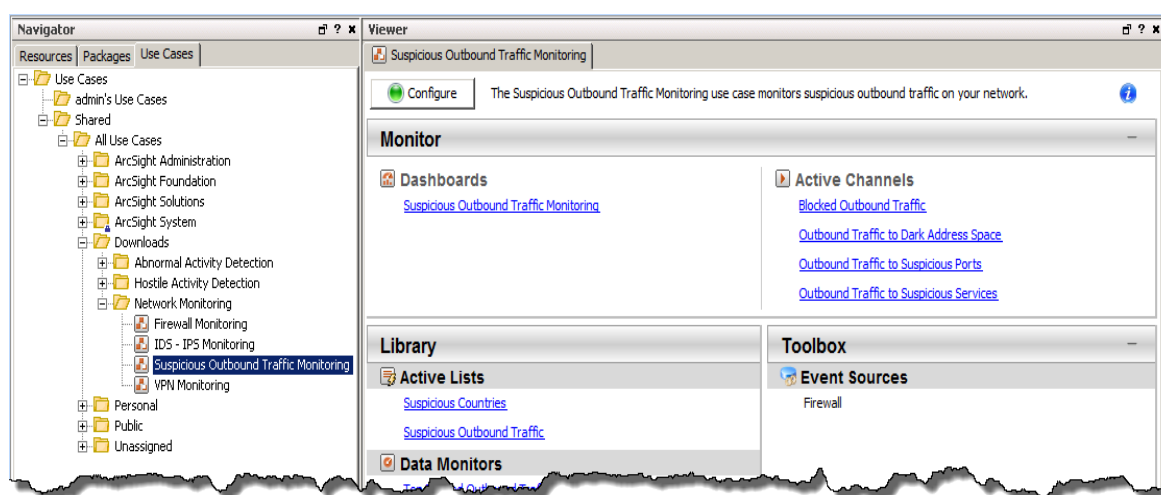 Navigator
Resources Packages Use Cases
Use Cases
admin's Use Cases
Shared
All Use Cases
ArcSight Administration
ArcSight Foundation
ArcSight Solutions
ArcSight System
Downloads
Abnormal Activity Detection
Hostile Activity Detection
Network Monitoring
Firewall Monitoring
IDS - IPS Monitoring
Suspicious Outbound Traffic Monitoring
VPN Monitoring
Personal
Public
Unassigned
Viewer
Suspicious Outbound Traffic Monitoring
Configure The Suspicious Outbound Traffic Monitoring use case monitors suspicious outbound traffic on your network.
Monitor
Dashboards
Suspicious Outbound Traffic Monitoring
Active Channels
Blocked Outbound Traffic
Outbound Traffic to Dark Address Space
Outbound Traffic to Suspicious Ports
Outbound Traffic to Suspicious Services
Library
Active Lists
Suspicious Countries
Suspicious Outbound Traffic
Data Monitors
Toolbox
Event Sources
Firewall